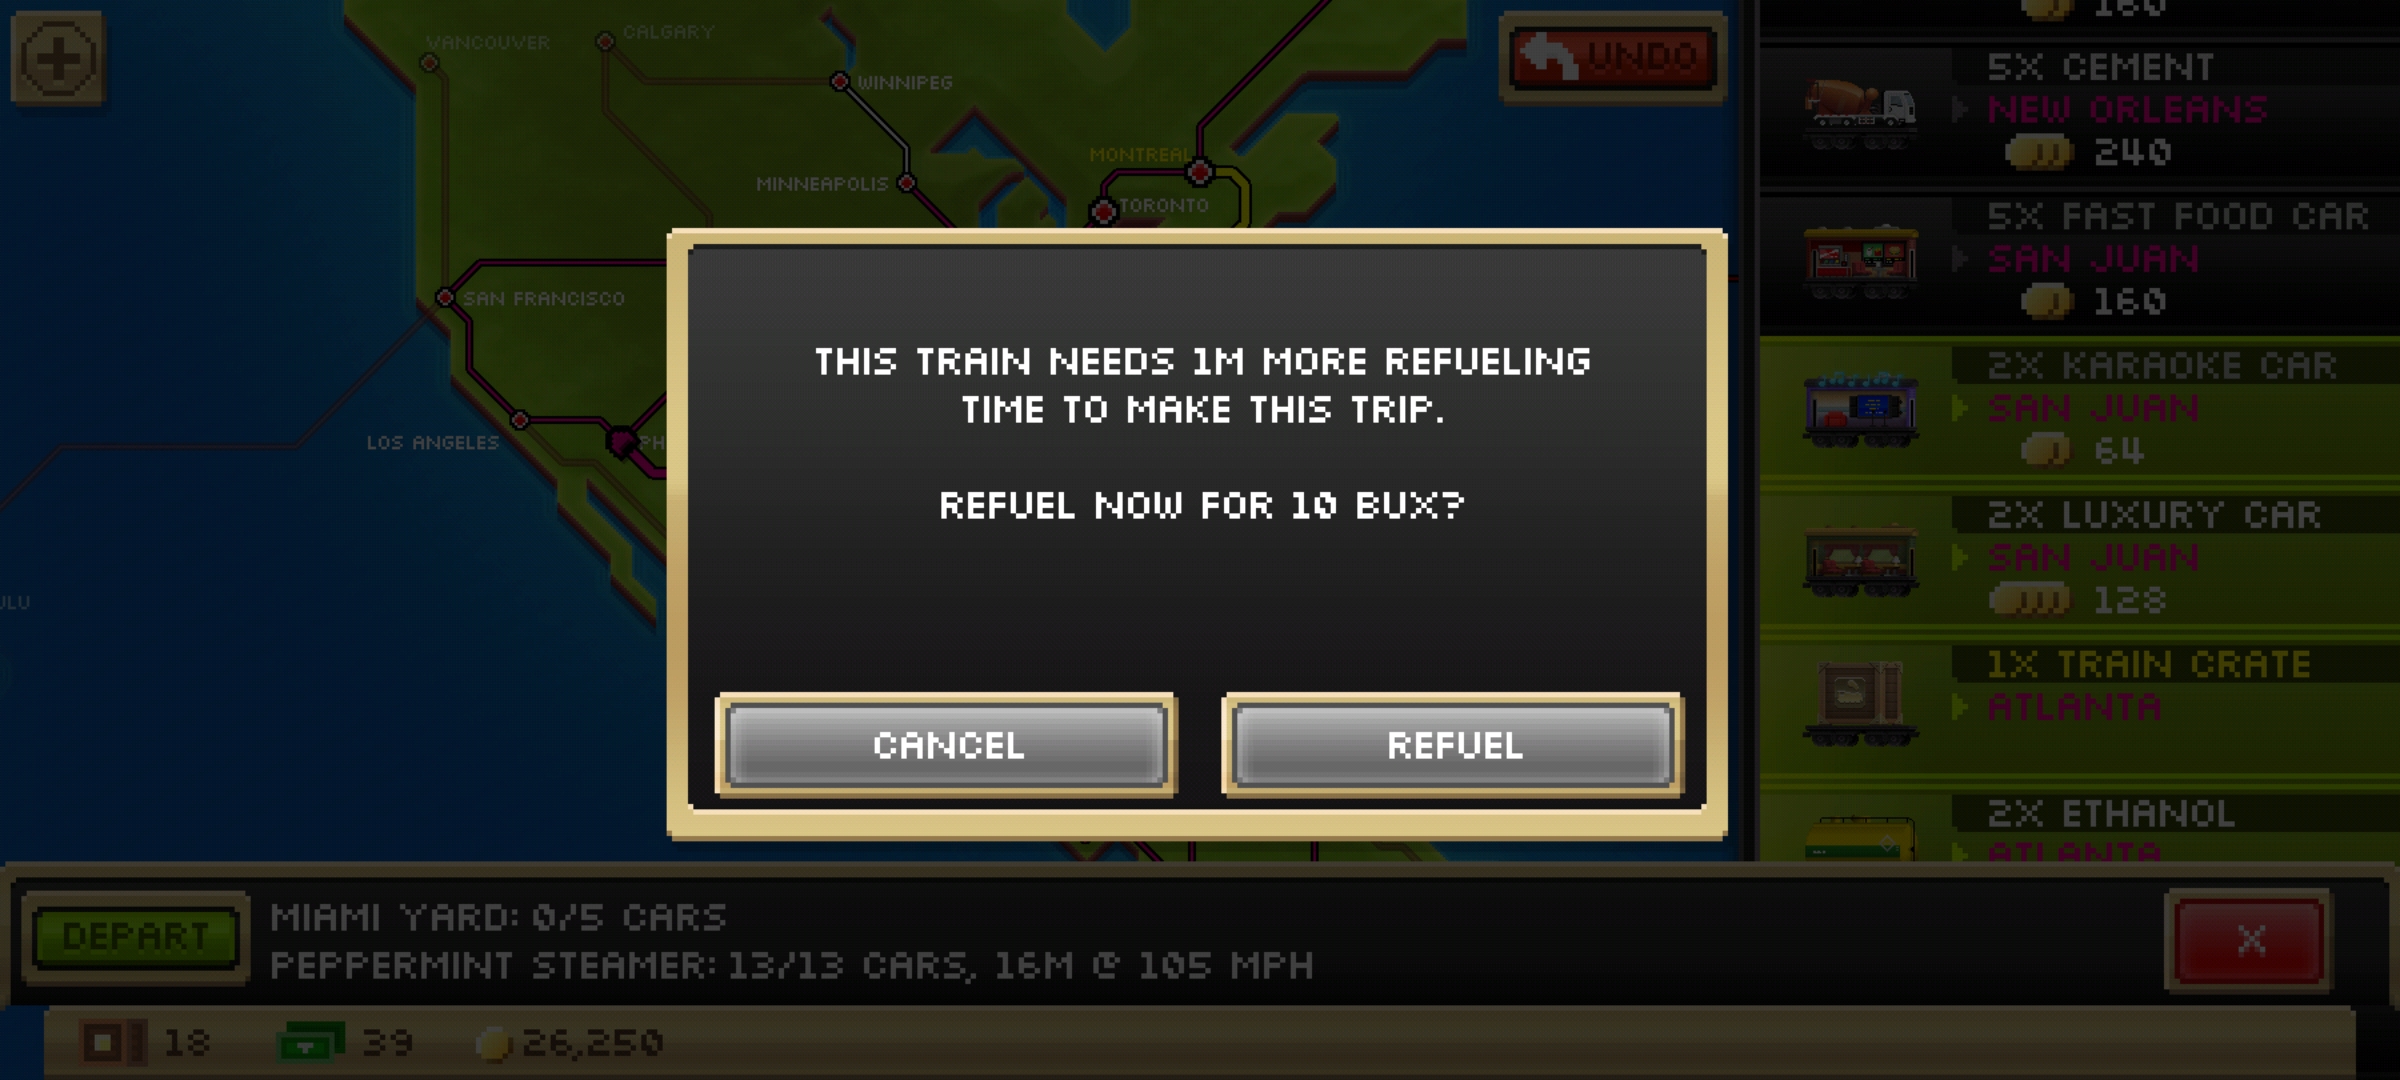 VANCOUVER
CALGARY
WINNIPEG
MINNEAPOLIS
MONTREAL
TORONTO
SAN FRANCISCO
LOS ANGELES
PH
ULU
UNDO
160
5X CEMENT
NEW ORLEANS
240
5X FAST FOOD CAR
SAN JUAN
160
2X KARAOKE CAR
SAN JUAN
64
2X LUXURY CAR
SAN JUAN
128
1X TRAIN CRATE
ATLANTA
2X ETHANOL
ATLANTA
THIS TRAIN NEEDS 1M MORE REFUELING
TIME TO MAKE THIS TRIP.
REFUEL NOW FOR 10 BUX?
CANCEL
REFUEL
DEPART
MIAMI YARD: 0/5 CARS
PEPPERMINT STEAMER: 13/13 CARS, 16M @ 105 MPH
X
18
39
26,250